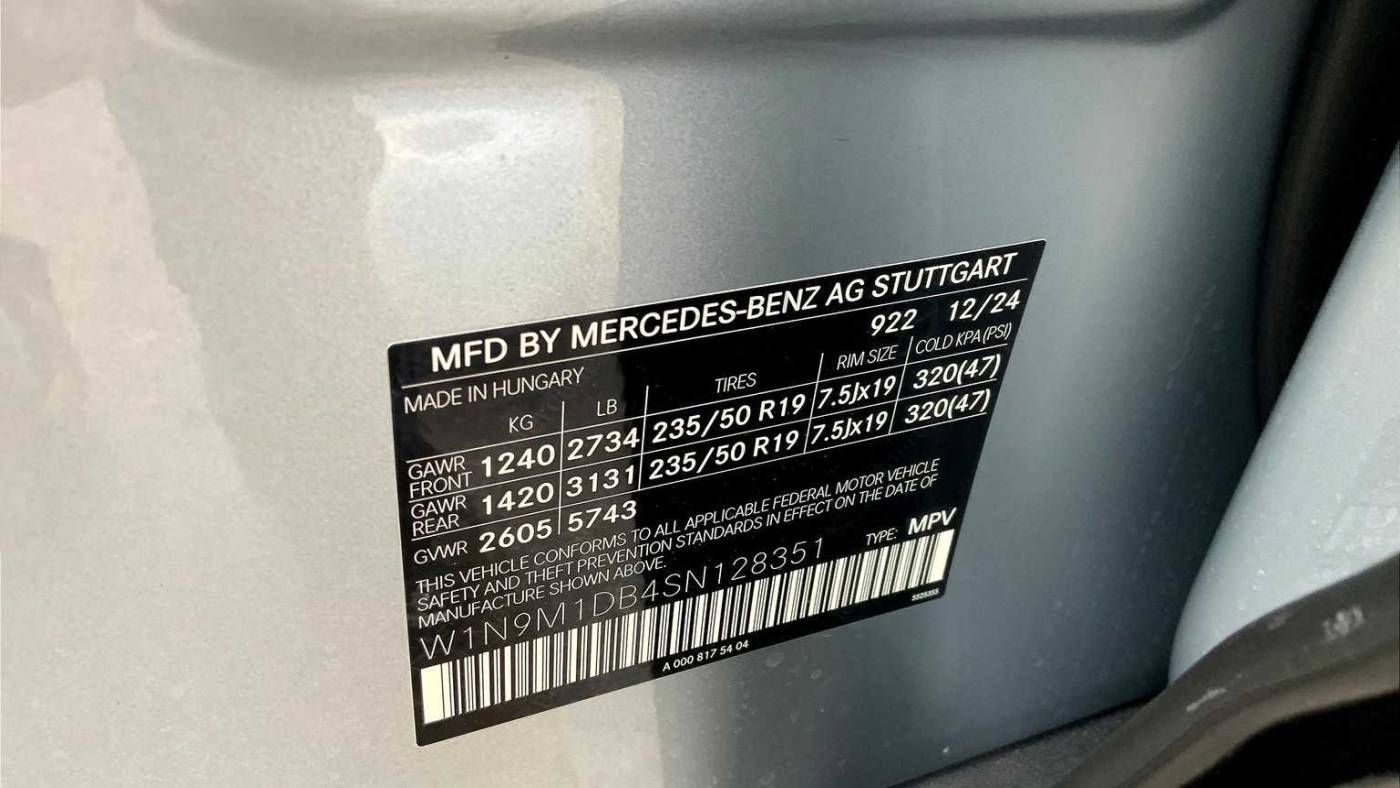 MFD BY MERCEDES-BENZ AG STUTTGART
MADE IN HUNGARY 922 12/24
KG LB TIRES RIM SIZE COLD KPA (PSI)
GAWR FRONT 1240 2734 235/50 R19 7.5Jx19 320(47)
GAWR REAR 1420 3131 235/50 R19 7.5Jx19 320(47)
GVWR 2605 5743
THIS VEHICLE CONFORMS TO ALL APPLICABLE FEDERAL MOTOR VEHICLE
SAFETY AND THEFT PREVENTION STANDARDS IN EFFECT ON THE DATE OF
MANUFACTURE SHOWN ABOVE.
W1N9M1DB4SN128351 TYPE: MPV
A 000 817 54 04